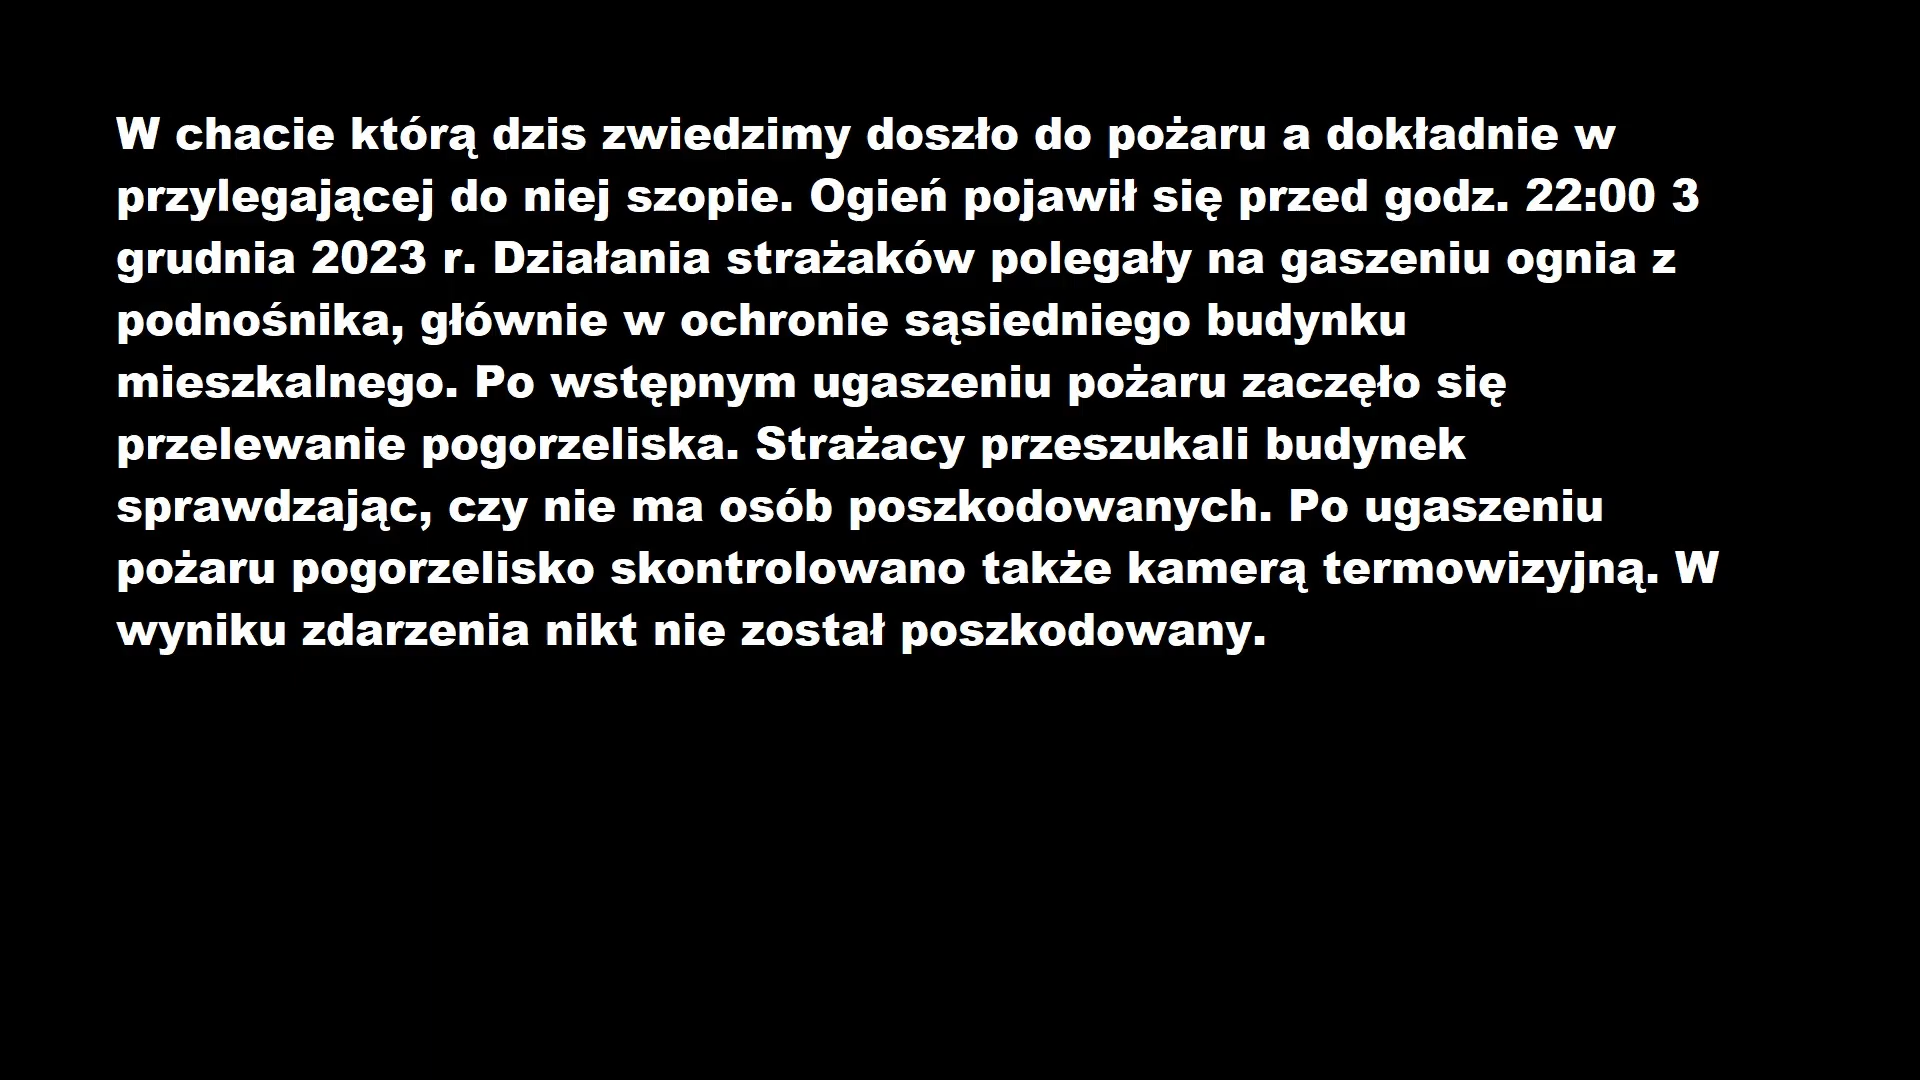 W chacie którą dzis zwiedzimy doszło do pożaru a dokładnie w
przylegającej do niej szopie. Ogień pojawił się przed godz. 22:00 3
grudnia 2023 r. Działania strażaków polegały na gaszeniu ognia z
podnośnika, głównie w ochronie sąsiedniego budynku
mieszkalnego. Po wstępnym ugaszeniu pożaru zaczęło się
przelewanie pogorzeliska. Strażacy przeszukali budynek
sprawdzając, czy nie ma osób poszkodowanych. Po ugaszeniu
pożaru pogorzelisko skontrolowano także kamerą termowizyjną. W
wyniku zdarzenia nikt nie został poszkodowany.